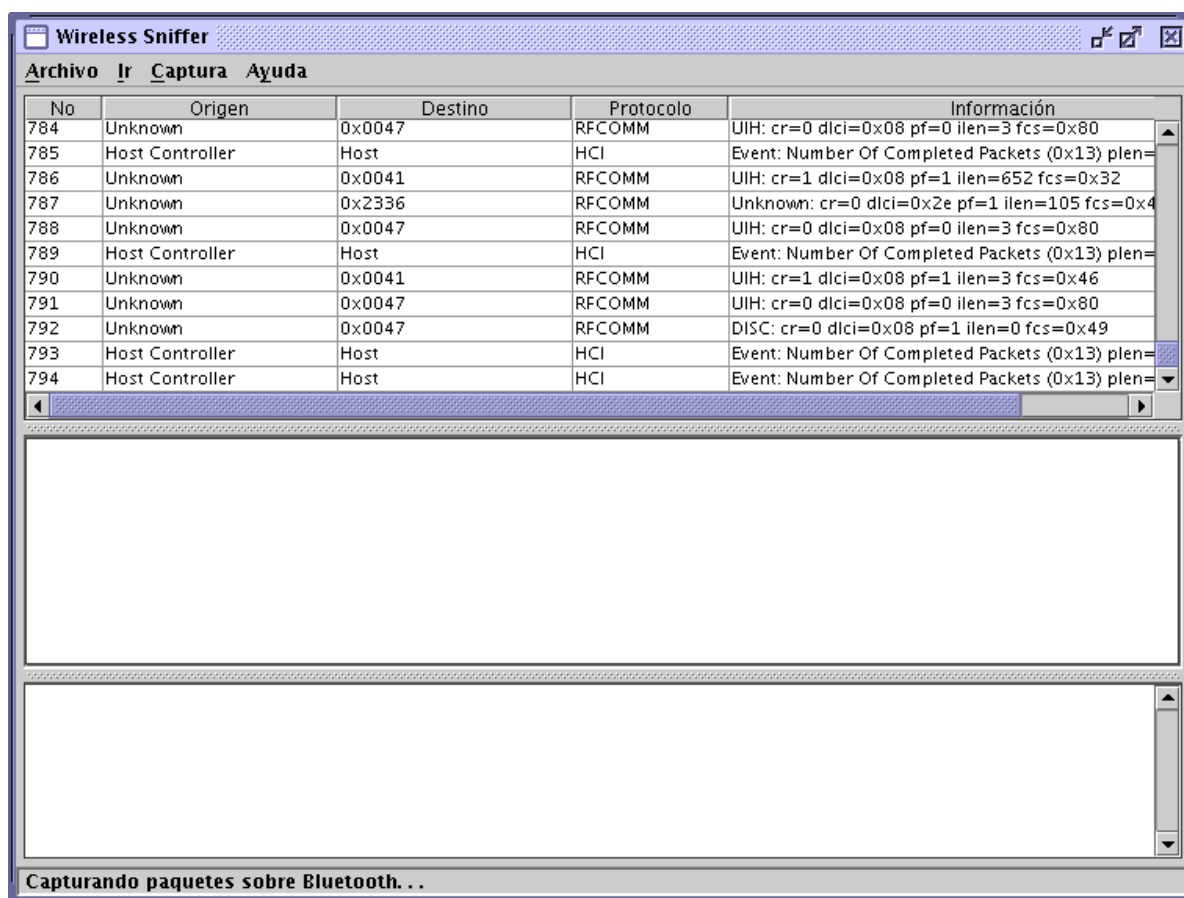 Wireless Sniffer
Archivo Ir Captura Ayuda
No Origen Destino Protocolo Información
784 Unknown 0x0047 RFCOMM UIH: cr=0 dlci=0x08 pf=0 ilen=3 fcs=0x80
785 Host Controller Host HCI Event: Number Of Completed Packets (0x13) plen=
786 Unknown 0x0041 RFCOMM UIH: cr=1 dlci=0x08 pf=1 ilen=652 fcs=0x32
787 Unknown 0x2336 RFCOMM Unknown: cr=0 dlci=0x2e pf=1 ilen=105 fcs=0x4
788 Unknown 0x0047 RFCOMM UIH: cr=0 dlci=0x08 pf=0 ilen=3 fcs=0x80
789 Host Controller Host HCI Event: Number Of Completed Packets (0x13) plen=
790 Unknown 0x0041 RFCOMM UIH: cr=1 dlci=0x08 pf=1 ilen=3 fcs=0x46
791 Unknown 0x0047 RFCOMM UIH: cr=0 dlci=0x08 pf=0 ilen=3 fcs=0x80
792 Unknown 0x0047 RFCOMM DISC: cr=0 dlci=0x08 pf=1 ilen=0 fcs=0x49
793 Host Controller Host HCI Event: Number Of Completed Packets (0x13) plen=
794 Host Controller Host HCI Event: Number Of Completed Packets (0x13) plen=
Capturando paquetes sobre Bluetooth. . .